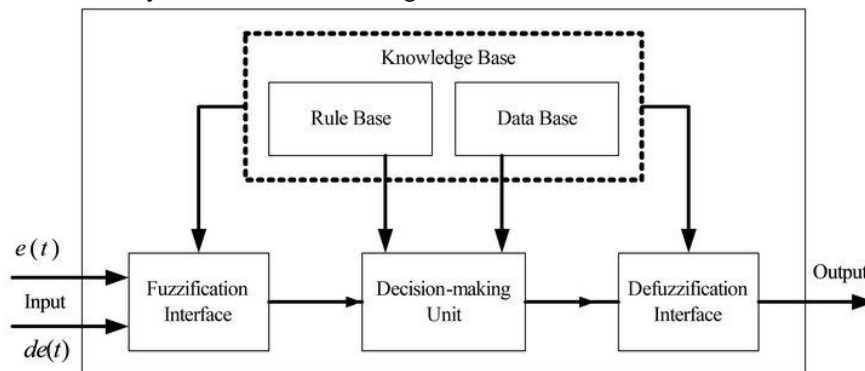 Knowledge Base
Rule Base
Data Base
e(t)
Input
de(t)
Fuzzification
Interface
Decision-making
Unit
Defuzzification
Interface
Output